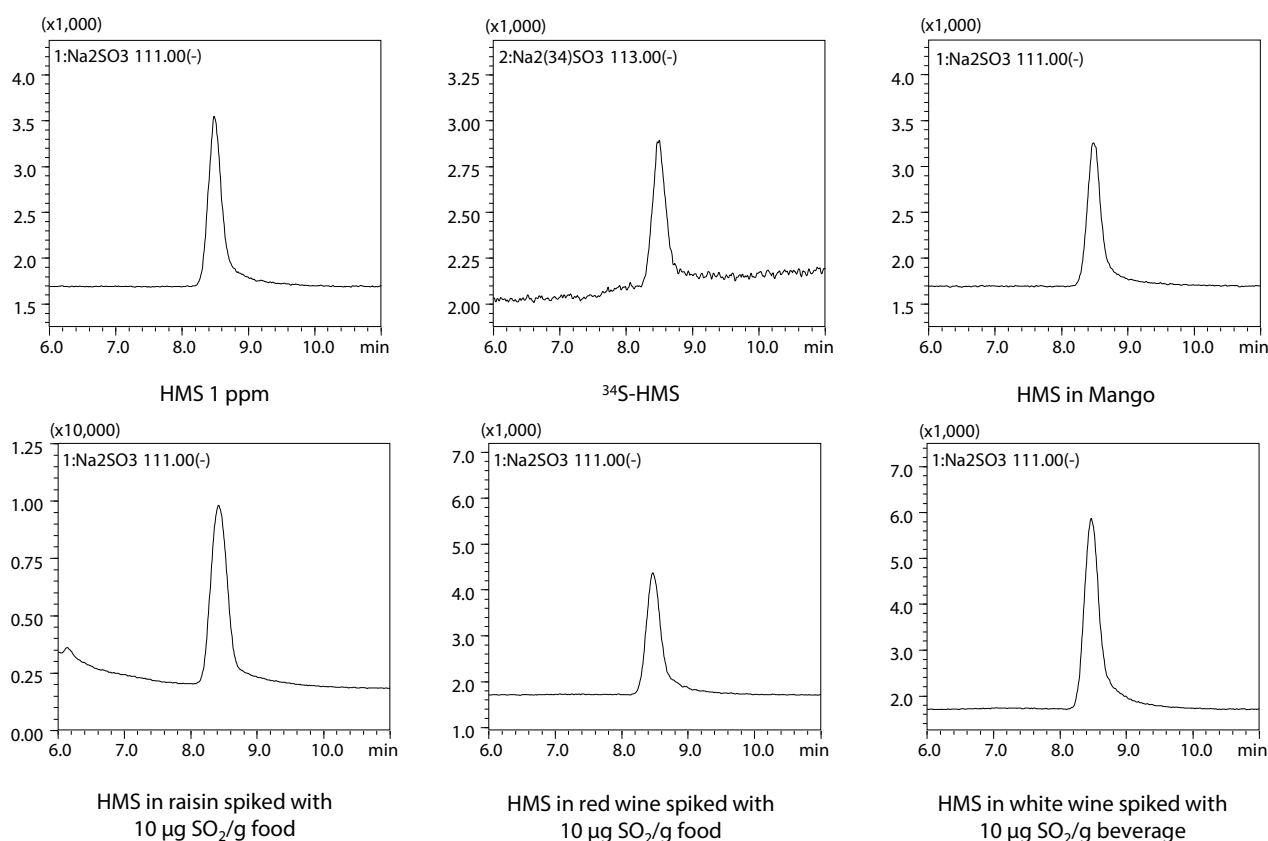 (x1,000)
1:Na2SO3 111.00(-)
4.0
3.5
3.0
2.5
2.0
1.5
6.0 7.0 8.0 9.0 10.0 min
HMS 1 ppm
(x1,000)
2:Na2(34)SO3 113.00(-)
3.25
3.00
2.75
2.50
2.25
2.00
6.0 7.0 8.0 9.0 10.0 min
³⁴S-HMS
(x1,000)
1:Na2SO3 111.00(-)
4.0
3.5
3.0
2.5
2.0
1.5
6.0 7.0 8.0 9.0 10.0 min
HMS in Mango
(x10,000)
1.25
1:Na2SO3 111.00(-)
1.00
0.75
0.50
0.25
0.00
6.0 7.0 8.0 9.0 10.0 min
HMS in raisin spiked with
10 µg SO₂/g food
(x1,000)
7.0
1:Na2SO3 111.00(-)
6.0
5.0
4.0
3.0
2.0
1.0
6.0 7.0 8.0 9.0 10.0 min
HMS in red wine spiked with
10 µg SO₂/g food
(x1,000)
7.0
1:Na2SO3 111.00(-)
6.0
5.0
4.0
3.0
2.0
6.0 7.0 8.0 9.0 10.0 min
HMS in white wine spiked with
10 µg SO₂/g beverage